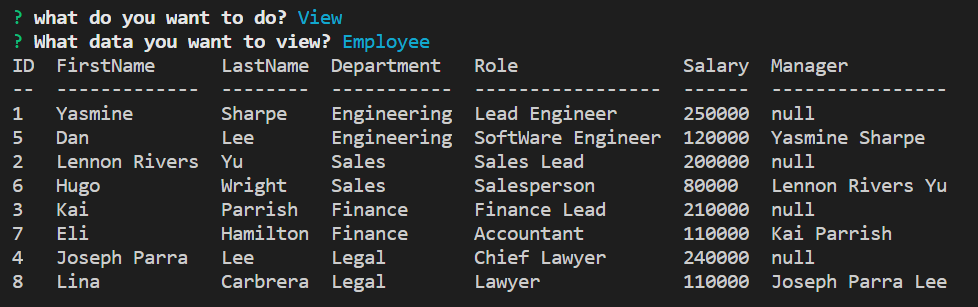 ? what do you want to do? View
? What data you want to view? Employee
ID  FirstName      LastName  Department   Role               Salary  Manager
--  -------------  --------  -----------  -----------------  ------  ----------------
1   Yasmine        Sharpe    Engineering  Lead Engineer      250000  null
5   Dan            Lee       Engineering  SoftWare Engineer  120000  Yasmine Sharpe
2   Lennon Rivers  Yu        Sales        Sales Lead         200000  null
6   Hugo           Wright    Sales        Salesperson        80000   Lennon Rivers Yu
3   Kai            Parrish   Finance      Finance Lead       210000  null
7   Eli            Hamilton  Finance      Accountant         110000  Kai Parrish
4   Joseph Parra   Lee       Legal        Chief Lawyer       240000  null
8   Lina           Carbrera  Legal        Lawyer             110000  Joseph Parra Lee